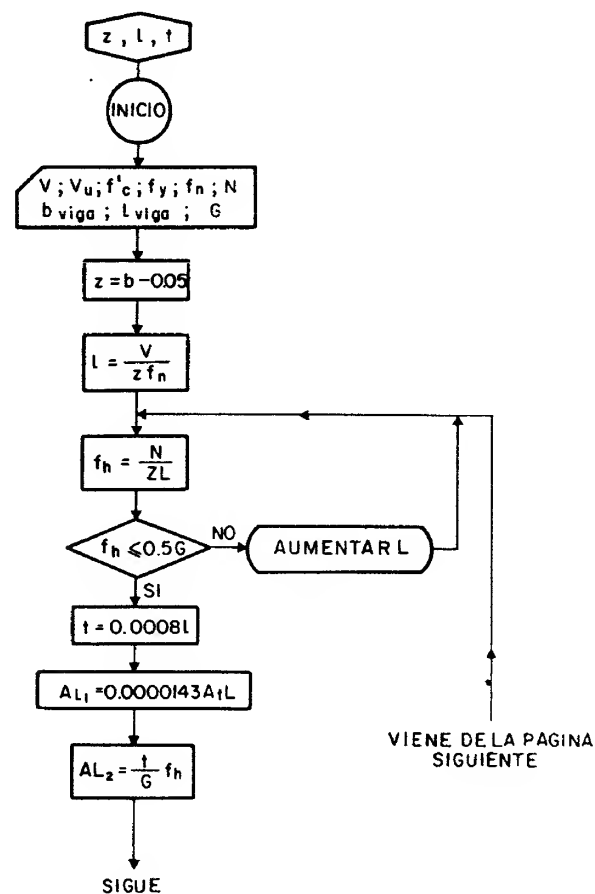 z , l , t
INICIO
V ; Vu ; f'c ; fy ; fn ; N
b viga ; l viga ; G
z = b - 0.05
l = V / z fn
fh = N / ZL
fh ⩽ 0.5G
NO
AUMENTAR L
SI
t = 0.0008l
AL1 = 0.0000143 A t L
AL2 = t / G fh
VIENE DE LA PAGINA
SIGUIENTE
SIGUE